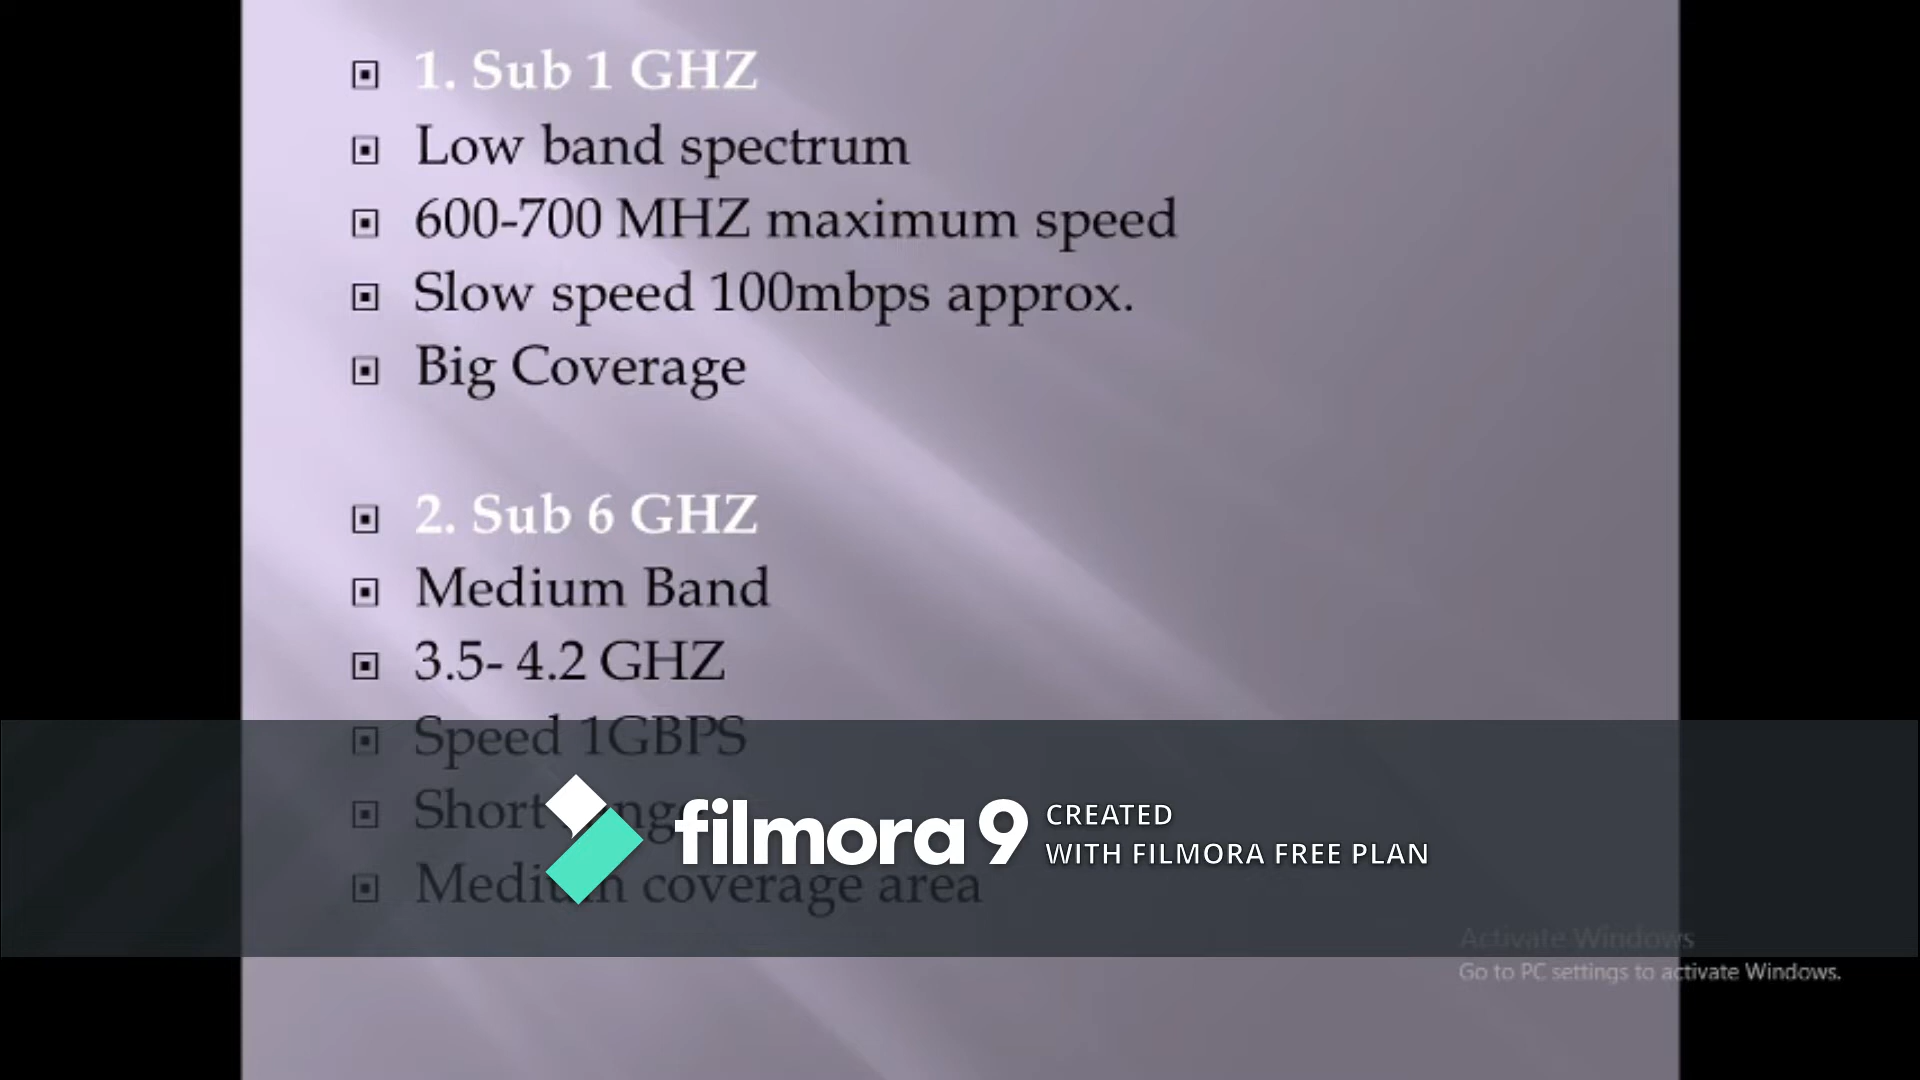 1. Sub 1 GHZ
Low band spectrum
600-700 MHZ maximum speed
Slow speed 100mbps approx.
Big Coverage
2. Sub 6 GHZ
Medium Band
3.5- 4.2 GHZ
Speed 1GBPS
Short
filmora9 CREATED
WITH FILMORA FREE PLAN
Medium coverage area
Activate Windows
Go to PC settings to activate Windows.